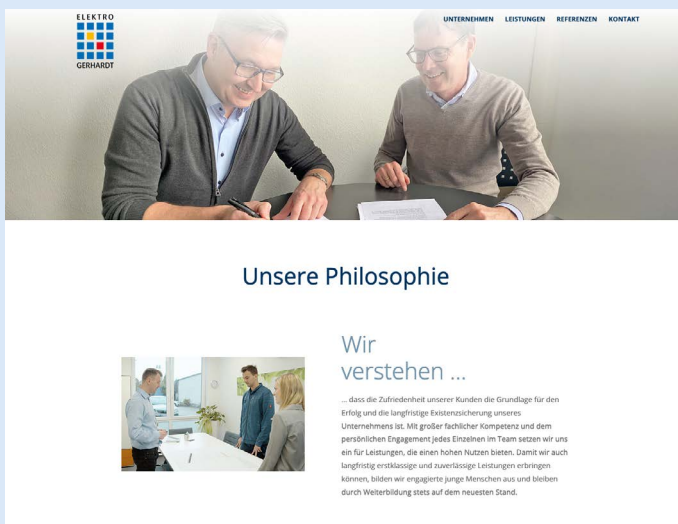 ELEKTRO
GERHARDT
UNTERNEHMEN LEISTUNGEN REFERENZEN KONTAKT
Unsere Philosophie
Wir
verstehen ...
... dass die Zufriedenheit unserer Kunden die Grundlage für den
Erfolg und die langfristige Existenzsicherung unseres
Unternehmens ist. Mit großer fachlicher Kompetenz und dem
persönlichen Engagement jedes Einzelnen im Team setzen wir uns
ein für Leistungen, die einen hohen Nutzen bieten. Damit wir auch
langfristig erstklassige und zuverlässige Leistungen erbringen
können, bilden wir engagierte junge Menschen aus und bleiben
durch Weiterbildung stets auf dem neuesten Stand.